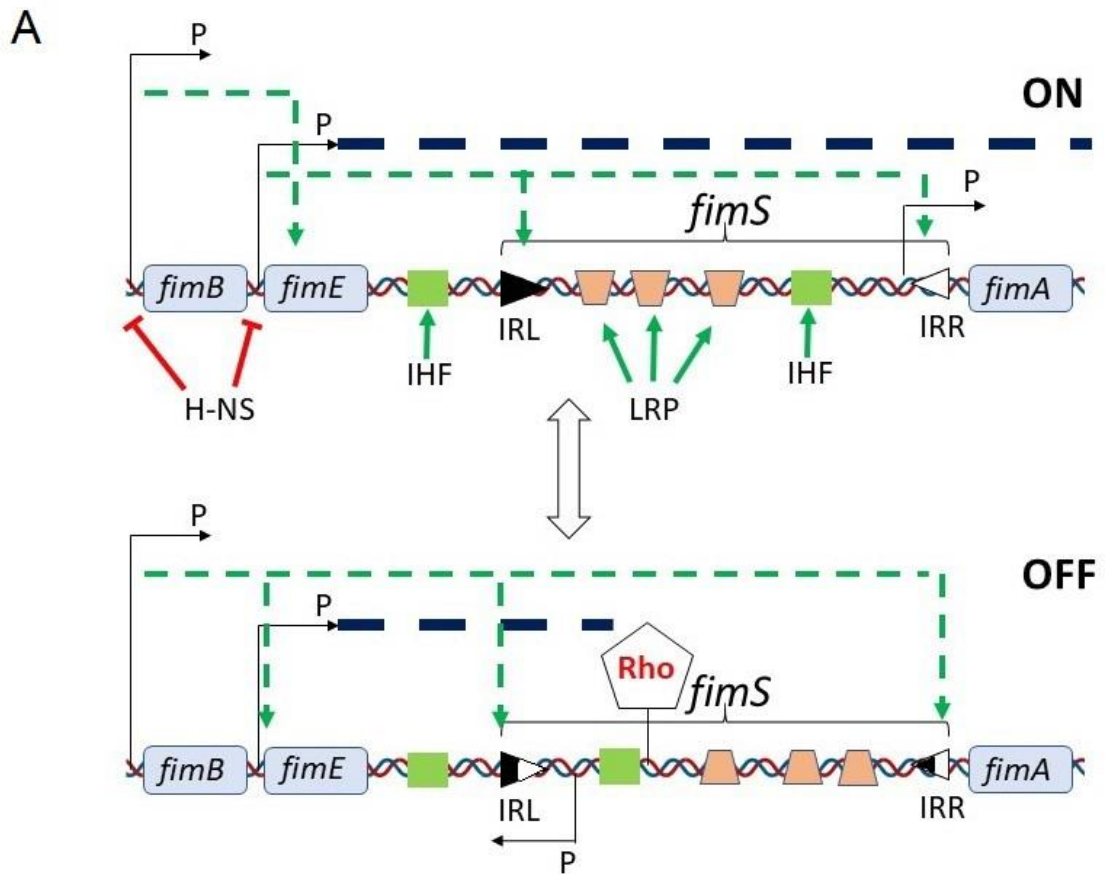 A
P
ON
P
P
fimS
fimB
fimE
fimA
IRL
IRR
IHF
IHF
H-NS
LRP
P
OFF
P
Rho
fimS
fimB
fimE
fimA
IRL
IRR
P